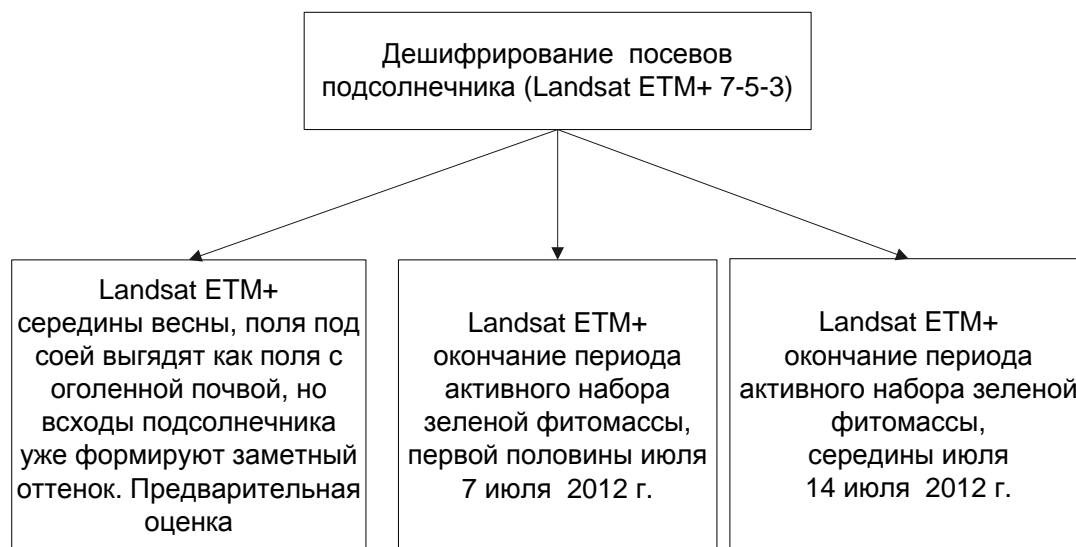 Дешифрирование посевов
подсолнечника (Landsat ETM+ 7-5-3)
Landsat ETM+
середины весны, поля под
соей выгядят как поля с
оголенной почвой, но
всходы подсолнечника
уже формируют заметный
оттенок. Предварительная
оценка
Landsat ETM+
окончание периода
активного набора
зеленой фитомассы,
первой половины июля
7 июля 2012 г.
Landsat ETM+
окончание периода
активного набора зеленой
фитомассы,
середины июля
14 июля 2012 г.